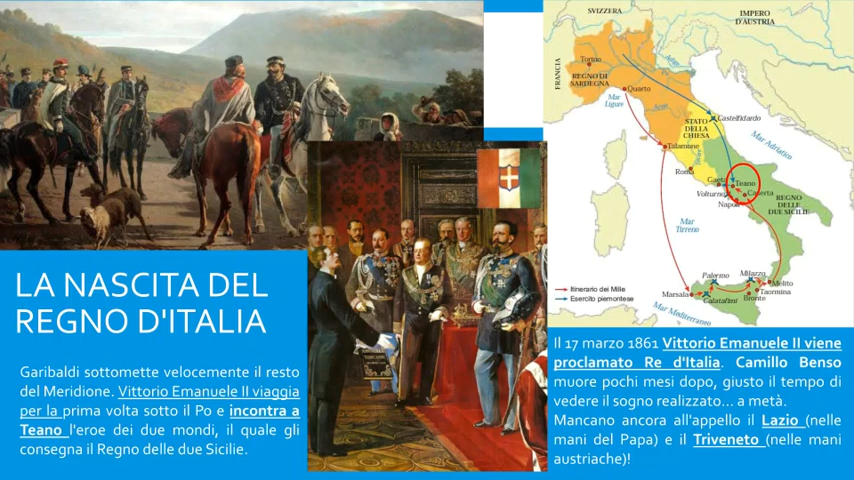 LA NASCITA DEL
REGNO D'ITALIA
Garibaldi sottomette velocemente il resto
del Meridione. Vittorio Emanuele II viaggia
per la prima volta sotto il Po e incontra a
Teano l'eroe dei due mondi, il quale gli
consegna il Regno delle due Sicilie.
SVIZZERA
IMPERO
D'AUSTRIA
FRANCIA
Torino
REGNO DI
SARDEGNA
Quarto
Mar
Ligure
Castelfidardo
STATO
DELLA
CHIESA
Mar Adriatico
Talamone
Roma
Gaeta
Teano
Caserta
Volturno
Napoli
REGNO
DELLE
DUE SICILIE
Mar
Tirreno
Palermo
Milazzo
Melito
Taormina
Marsala
Calatafimi
Bronte
Itinerario dei Mille
Esercito piemontese
Mar Mediterraneo
Il 17 marzo 1861 Vittorio Emanuele II viene
proclamato Re d'Italia. Camillo Benso
muore pochi mesi dopo, giusto il tempo di
vedere il sogno realizzato... a metà.
Mancano ancora all'appello il Lazio (nelle
mani del Papa) e il Triveneto (nelle mani
austriache)!